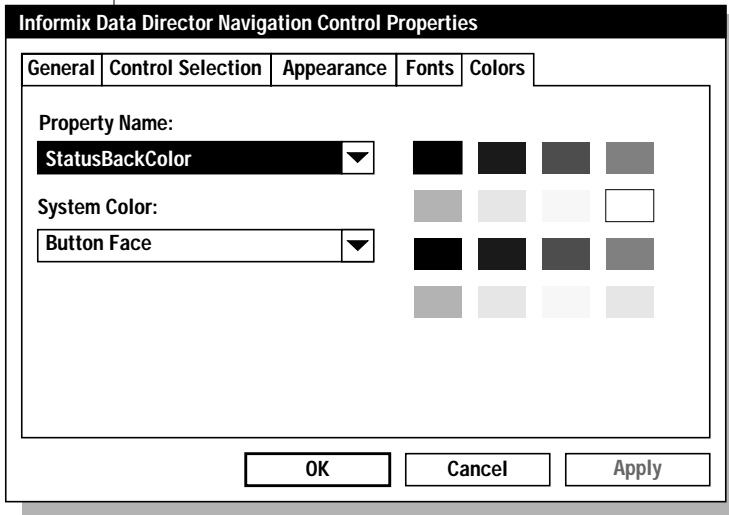 Informix Data Director Navigation Control Properties
General Control Selection Appearance Fonts Colors
Property Name:
StatusBackColor
System Color:
Button Face
OK Cancel Apply